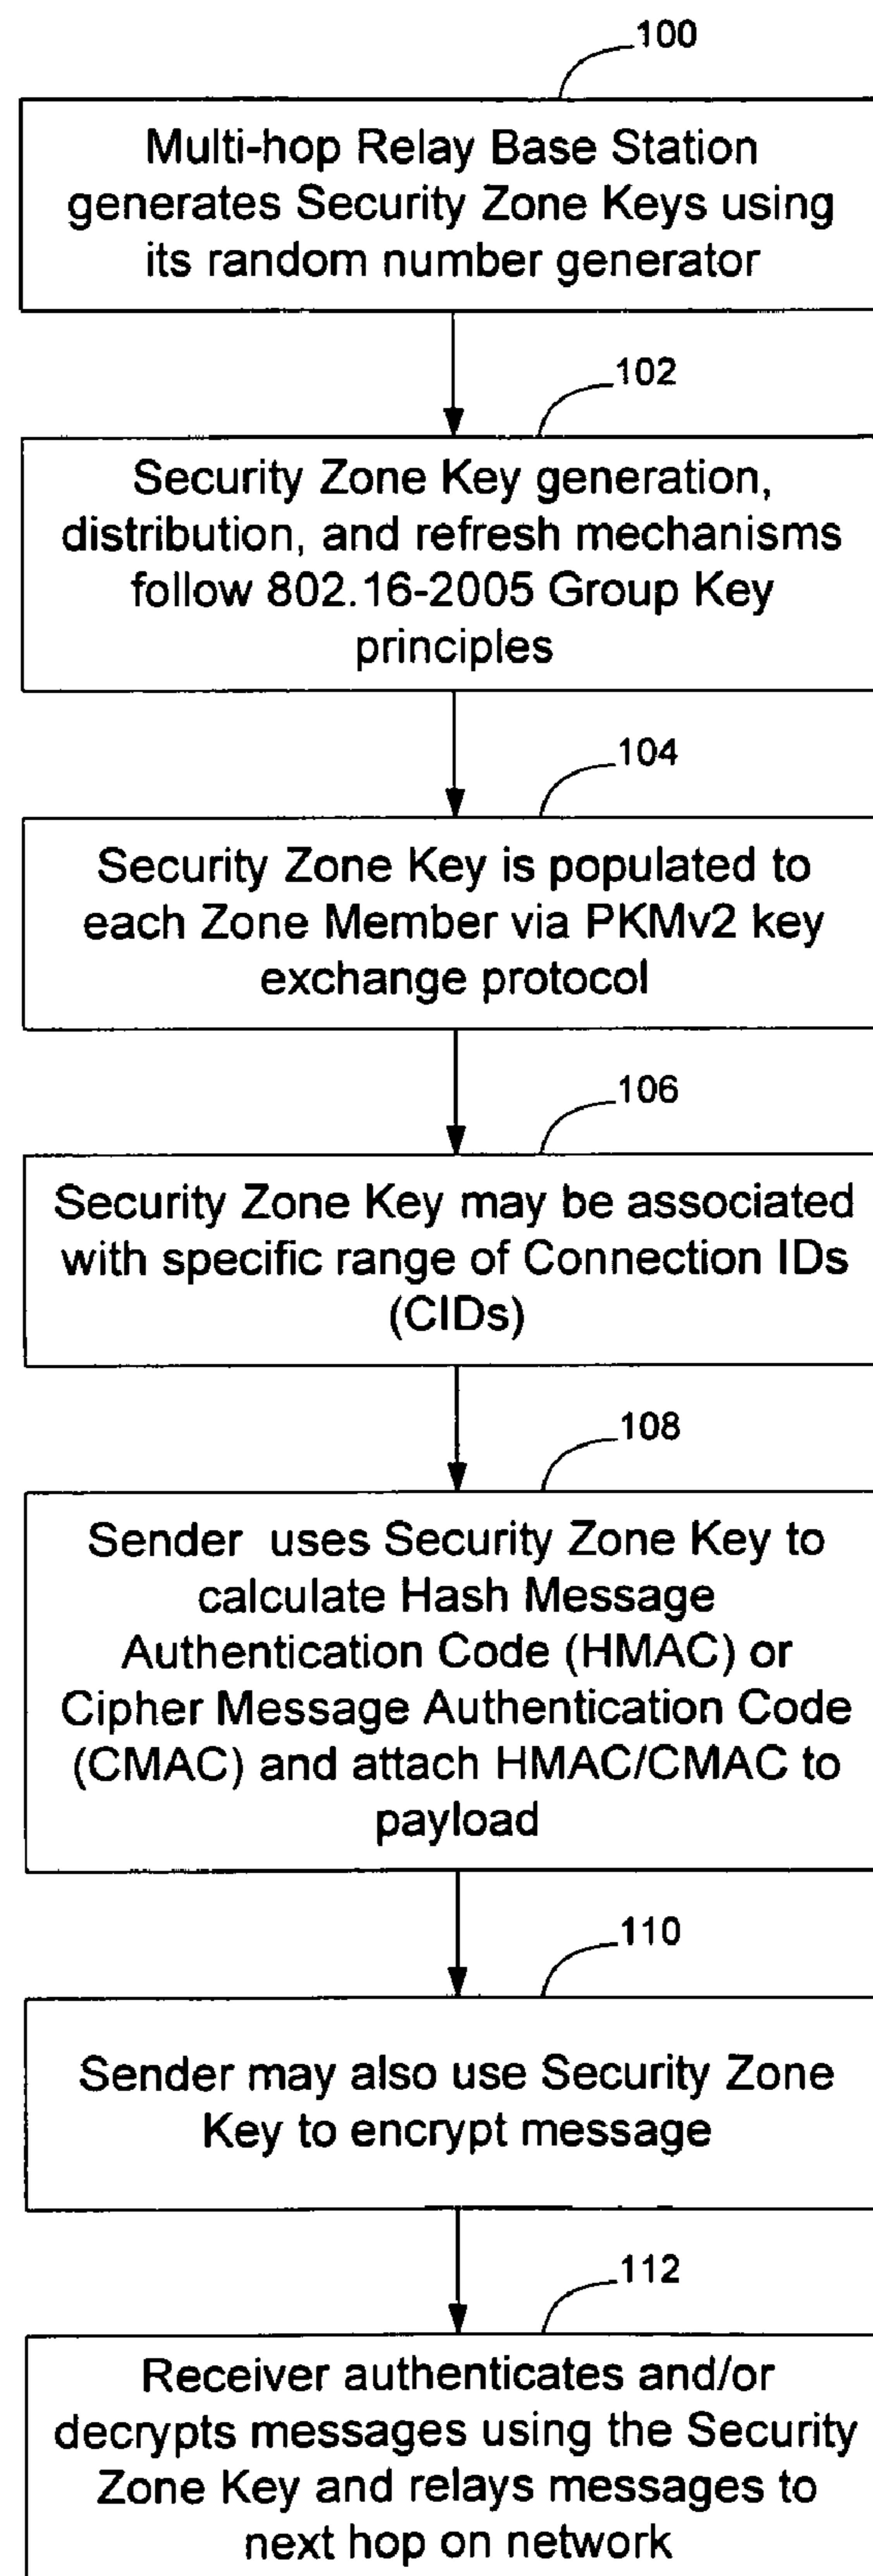 100
Multi-hop Relay Base Station
generates Security Zone Keys using
its random number generator
102
Security Zone Key generation,
distribution, and refresh mechanisms
follow 802.16-2005 Group Key
principles
104
Security Zone Key is populated to
each Zone Member via PKMv2 key
exchange protocol
106
Security Zone Key may be associated
with specific range of Connection IDs
(CIDs)
108
Sender uses Security Zone Key to
calculate Hash Message
Authentication Code (HMAC) or
Cipher Message Authentication Code
(CMAC) and attach HMAC/CMAC to
payload
110
Sender may also use Security Zone
Key to encrypt message
112
Receiver authenticates and/or
decrypts messages using the Security
Zone Key and relays messages to
next hop on network